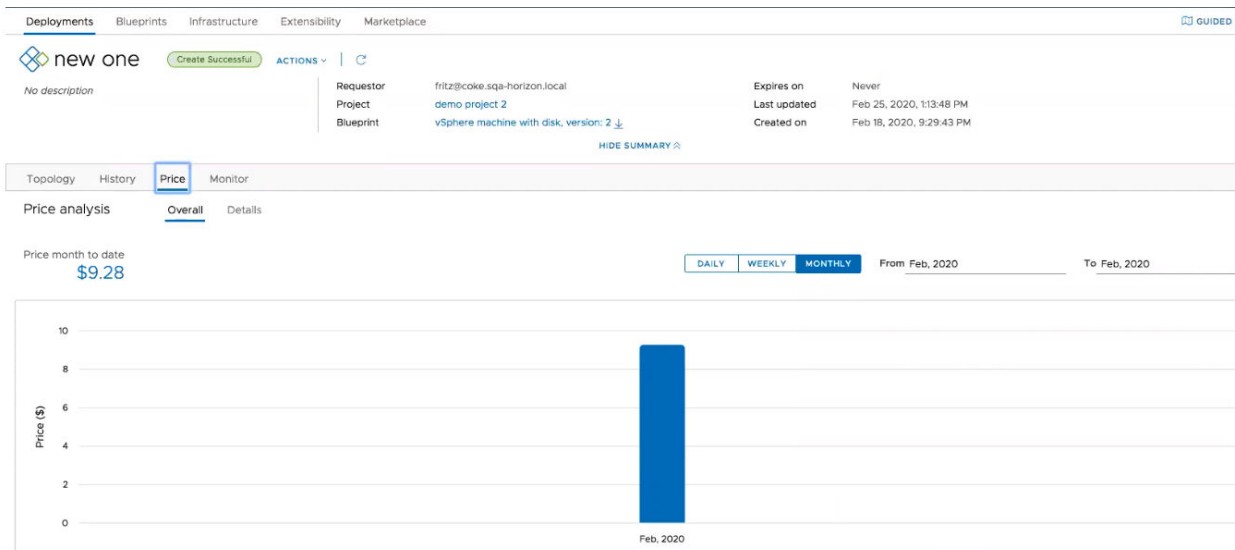 Deployments Blueprints Infrastructure Extensibility Marketplace GUIDED
new one Create Successful ACTIONS
No description
Requestor fritz@coke.sqa-horizon.local Expires on Never
Project demo project 2 Last updated Feb 25, 2020, 1:13:48 PM
Blueprint vSphere machine with disk, version: 2 Created on Feb 18, 2020, 9:29:43 PM
HIDE SUMMARY
Topology History Price Monitor
Price analysis Overall Details
Price month to date
$9.28
DAILY WEEKLY MONTHLY From Feb, 2020 To Feb, 2020
10
8
6
4
2
0
Price ($)
Feb, 2020